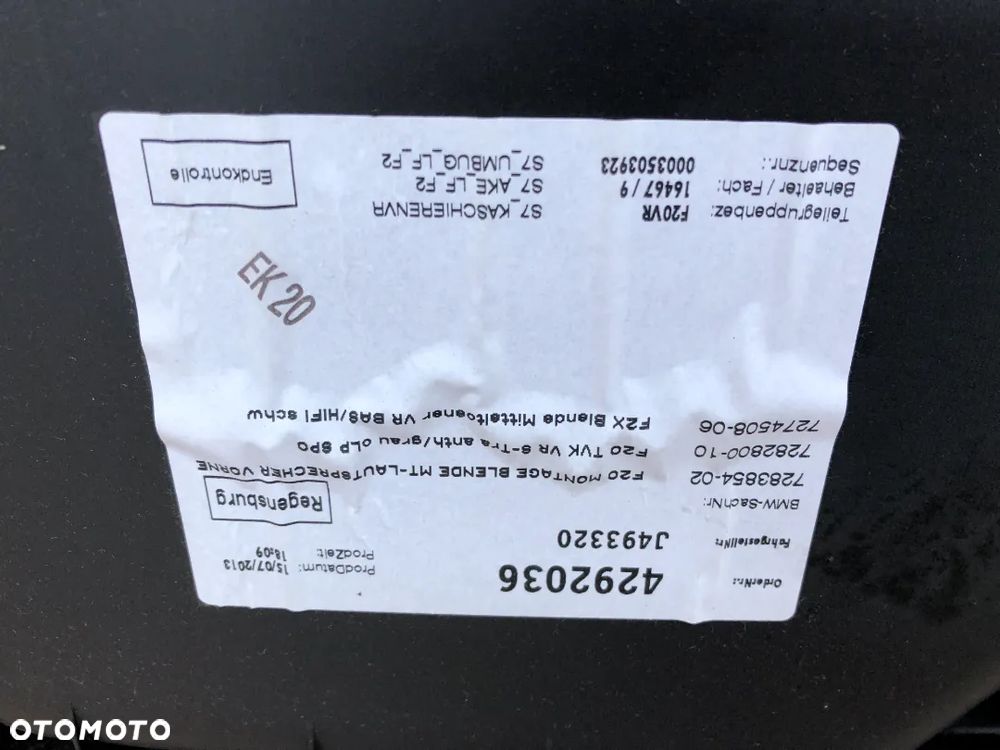 OrderNr.: 4292036 ProdDatum: 15/07/2013
ProdZeit: 18:09
FahrgestellNr: J493320
BMW-SachNr: Regensburg
7283854-02 F20 MONTAGE BLENDE MT-LAUTSPRECHER VORNE
7282800-10 F20 TVK VR S-Tra anth/grau oLP SPO
7274508-06 F2X Blende Mitteltoener VR BAS/HIFI schw
EK 20
Teilegruppenbez: F20VR S7_KASCHIERENVR
Behaelter / Fach: 16467 / 9 S7_AKE_LF_F2
Sequenznr.: 0003503923 S7_UMBUG_LF_F2
Endkontrolle
OTOMOTO